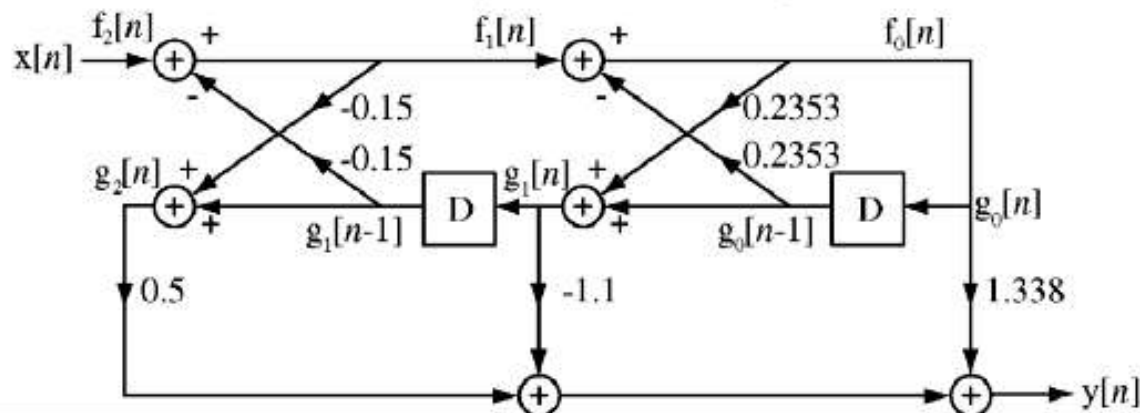 f₂[n]
f₁[n]
f₀[n]
x[n]
+
+
+
+
-
-
-0.15
0.2353
-0.15
0.2353
g₂[n]
+
g₁[n]
+
+
D
+
D
g₀[n]
+
g₁[n-1]
+
g₀[n-1]
0.5
-1.1
1.338
+
+
y[n]